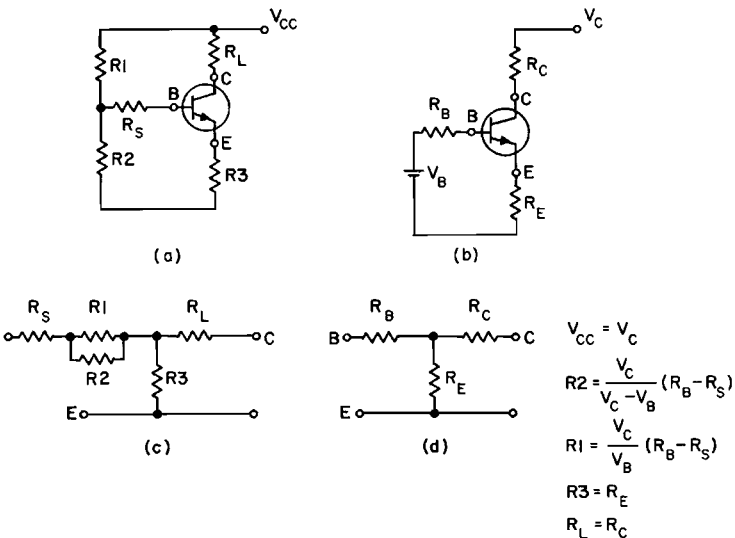 V_CC
R1
R_L
C
B
R_S
E
R2
R3
(a)
V_C
R_C
C
R_B
B
V_B
E
R_E
(b)
R_S
R1
R_L
C
R2
R3
E
(c)
R_B
R_C
B
C
R_E
E
(d)
V_CC = V_C
R2 = V_C / (V_C - V_B) (R_B - R_S)
R1 = V_C / V_B (R_B - R_S)
R3 = R_E
R_L = R_C